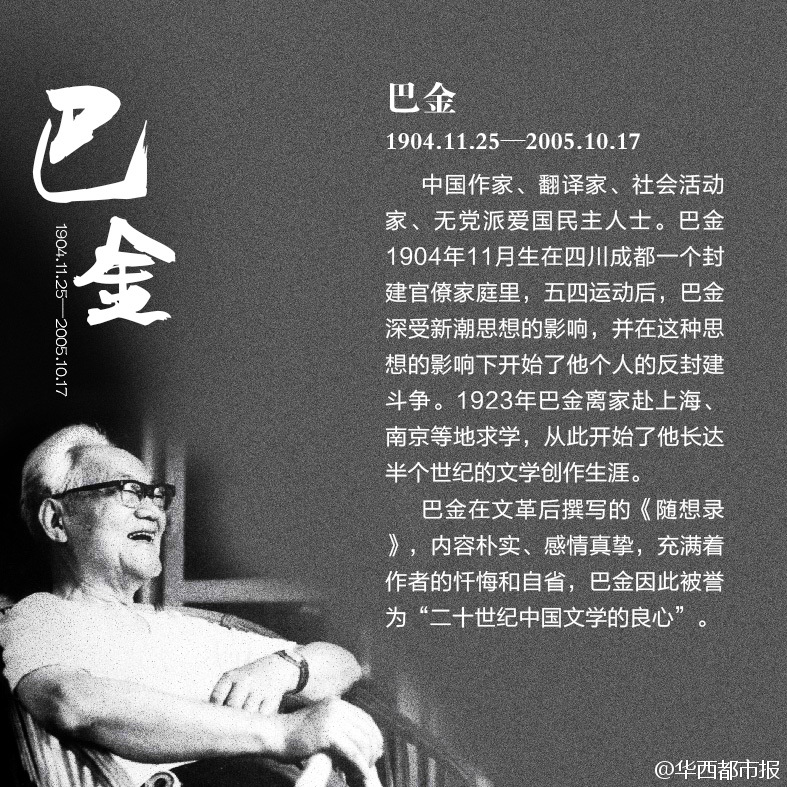 巴金
1904.11.25—2005.10.17
巴金
1904.11.25—2005.10.17
中国作家、翻译家、社会活动
家、无党派爱国民主人士。巴金
1904年11月生在四川成都一个封
建官僚家庭里，五四运动后，巴金
深受新潮思想的影响，并在这种思
想的影响下开始了他个人的反封建
斗争。1923年巴金离家赴上海、
南京等地求学，从此开始了他长达
半个世纪的文学创作生涯。
巴金在文革后撰写的《随想录
》，内容朴实、感情真挚，充满着
作者的忏悔和自省，巴金因此被誉
为“二十世纪中国文学的良心”。
@华西都市报